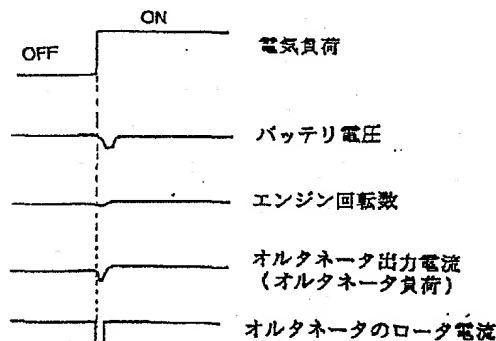 ON
OFF
電気負荷
バッテリ電圧
エンジン回転数
オルタネータ出力電流
(オルタネータ負荷)
オルタネータのロータ電流